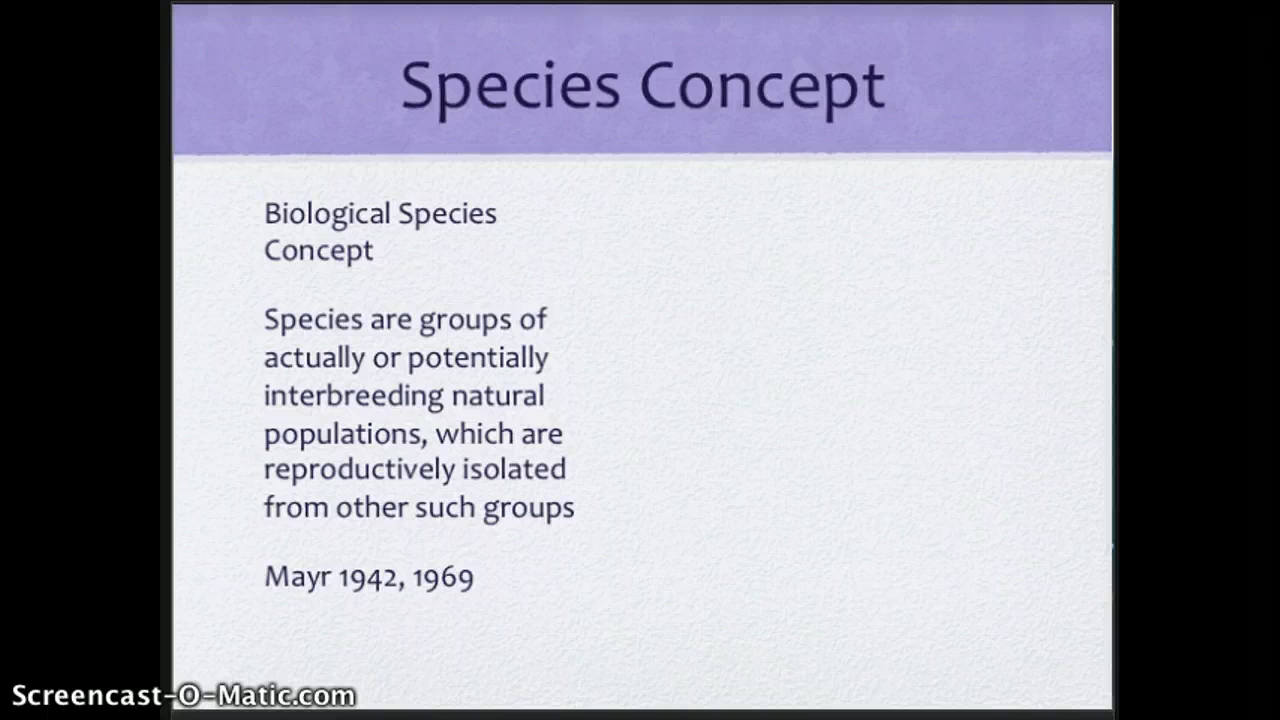 Species Concept
Biological Species
Concept
Species are groups of
actually or potentially
interbreeding natural
populations, which are
reproductively isolated
from other such groups
Mayr 1942, 1969
Screencast-O-Matic.com